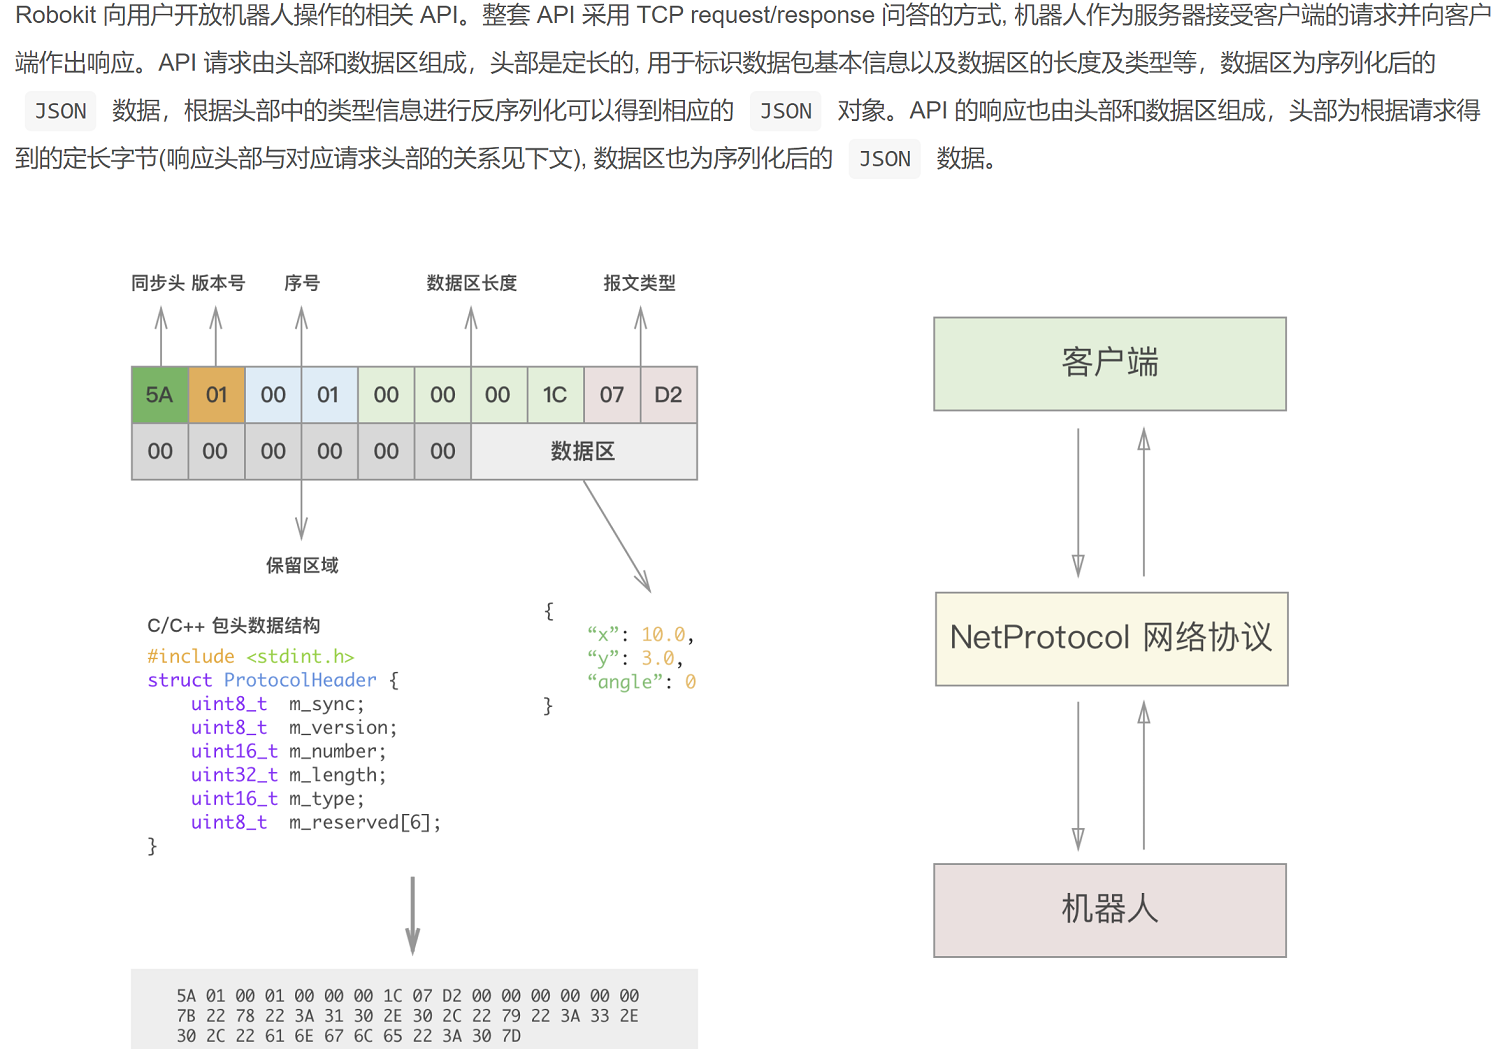 Robokit 向用户开放机器人操作的相关 API。整套 API 采用 TCP request/response 问答的方式, 机器人作为服务器接受客户端的请求并向客户
端作出响应。API 请求由头部和数据区组成，头部是定长的, 用于标识数据包基本信息以及数据区的长度及类型等，数据区为序列化后的
JSON 数据，根据头部中的类型信息进行反序列化可以得到相应的 JSON 对象。API 的响应也由头部和数据区组成，头部为根据请求得
到的定长字节(响应头部与对应请求头部的关系见下文), 数据区也为序列化后的 JSON 数据。
同步头 版本号 序号 数据区长度 报文类型
5A 01 00 01 00 00 00 1C 07 D2
00 00 00 00 00 00 数据区
保留区域
C/C++ 包头数据结构
#include <stdint.h>
struct ProtocolHeader {
uint8_t m_sync;
uint8_t m_version;
uint16_t m_number;
uint32_t m_length;
uint16_t m_type;
uint8_t m_reserved[6];
}
{
“x”: 10.0,
“y”: 3.0,
“angle”: 0
}
5A 01 00 01 00 00 00 1C 07 D2 00 00 00 00 00 00
7B 22 78 22 3A 31 30 2E 30 2C 22 79 22 3A 33 2E
30 2C 22 61 6E 67 6C 65 22 3A 30 7D
客户端
NetProtocol 网络协议
机器人